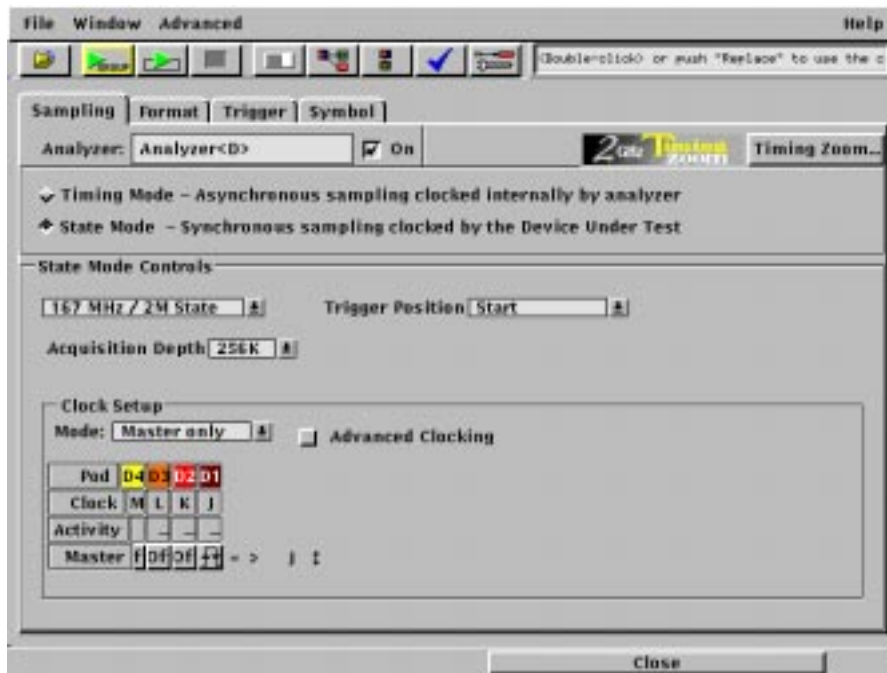 File Window Advanced Help
(Double-click) or push "Replace" to use the c
Sampling Format Trigger Symbol
Analyzer: Analyzer<D> On 2GHz Timing Zoom Timing Zoom...
Timing Mode - Asynchronous sampling clocked internally by analyzer
State Mode - Synchronous sampling clocked by the Device Under Test
State Mode Controls
167 MHz / 2M State Trigger Position Start
Acquisition Depth 256K
Clock Setup
Mode: Master only Advanced Clocking
Pod D4 D3 D2 D1
Clock M L K J
Activity
Master f Off Off - > J ↕
Close